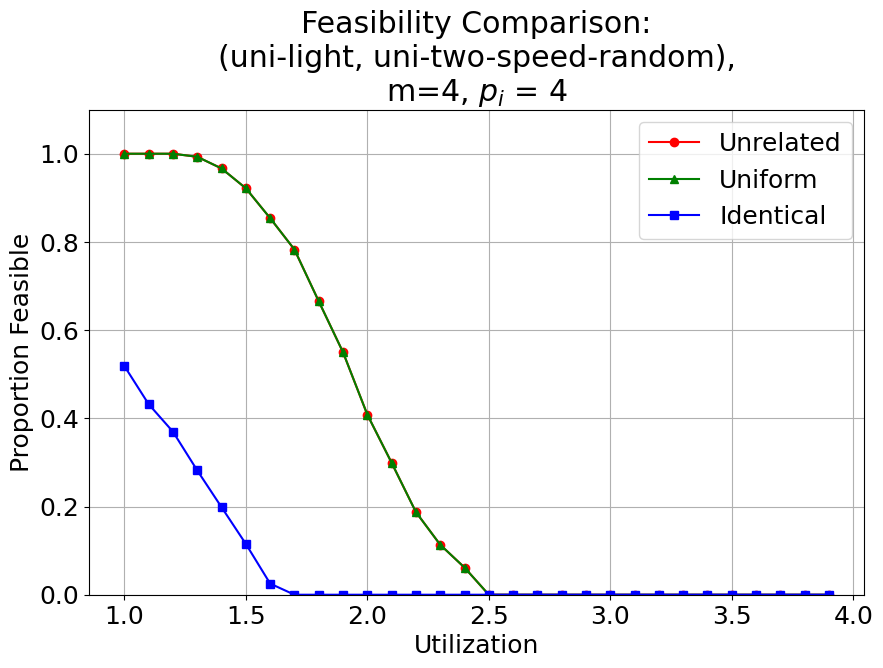 Feasibility Comparison:
(uni-light, uni-two-speed-random),
m=4, $p_i$ = 4
Unrelated
Uniform
Identical
Proportion Feasible
1.0
0.8
0.6
0.4
0.2
0.0
1.0 1.5 2.0 2.5 3.0 3.5 4.0
Utilization